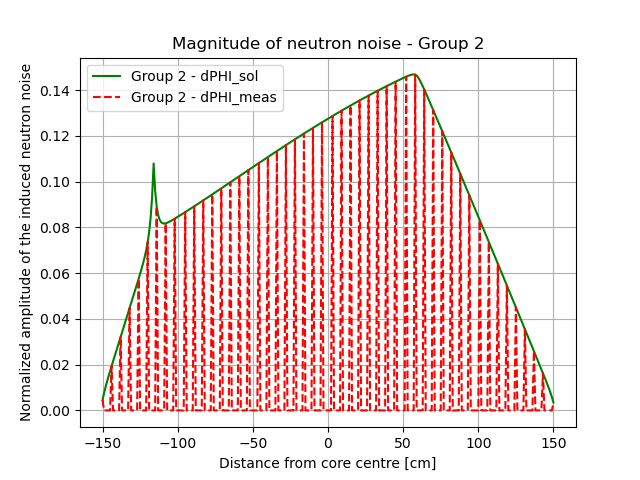 Magnitude of neutron noise - Group 2
Normalized amplitude of the induced neutron noise
Group 2 - dPHI_sol
Group 2 - dPHI_meas
0.14
0.12
0.10
0.08
0.06
0.04
0.02
0.00
−150 −100 −50 0 50 100 150
Distance from core centre [cm]